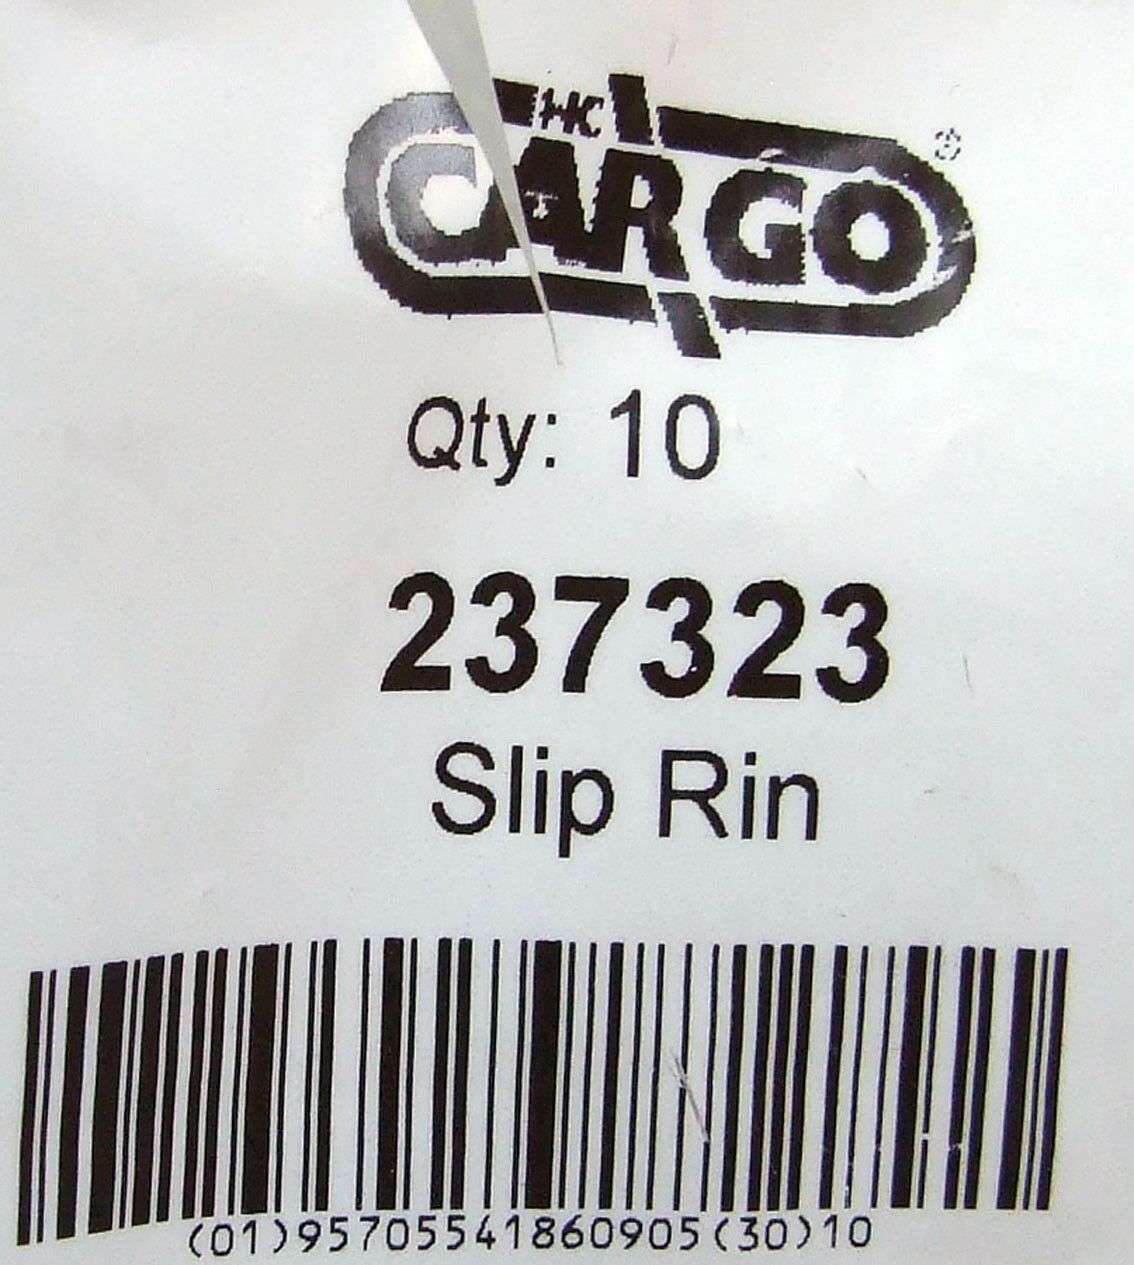 HC
CARGO
Qty: 10
237323
Slip Rin
(01)95705541860905(30)10